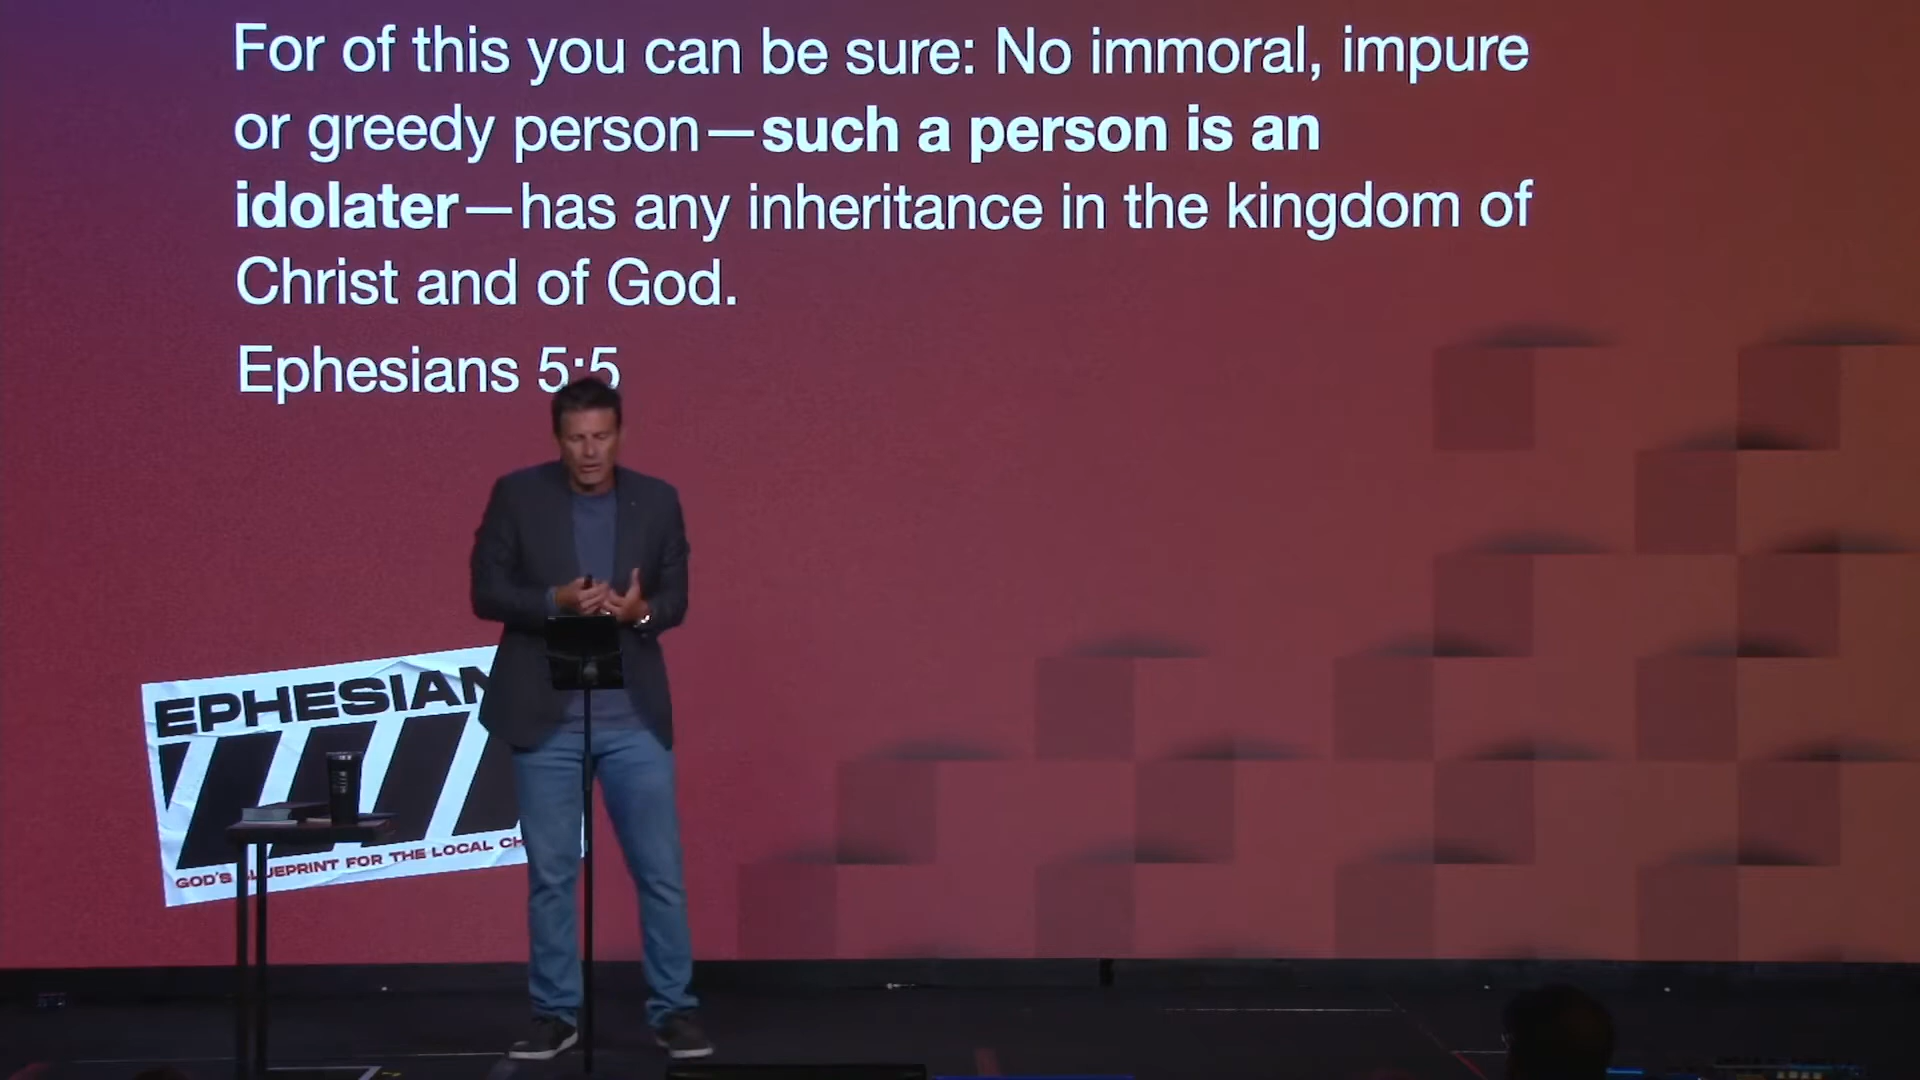 For of this you can be sure: No immoral, impure
or greedy person—such a person is an
idolater—has any inheritance in the kingdom of
Christ and of God.
Ephesians 5:5
EPHESIAN
GOD'S BLUEPRINT FOR THE LOCAL CH